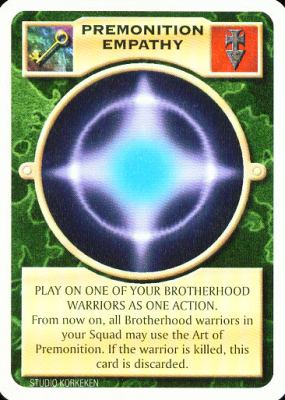 PREMONITION
EMPATHY
PLAY ON ONE OF YOUR BROTHERHOOD
WARRIORS AS ONE ACTION.
From now on, all Brotherhood warriors in
your Squad may use the Art of
Premonition. If the warrior is killed, this
card is discarded.
STUDIO KORKEKEN